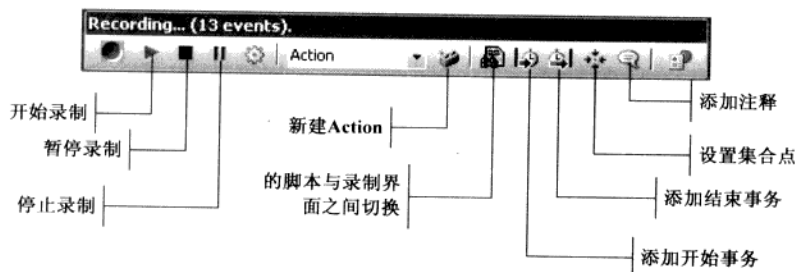 Recording... (13 events).
Action
开始录制
暂停录制
停止录制
新建Action
的脚本与录制界
面之间切换
添加注释
设置集合点
添加结束事务
添加开始事务